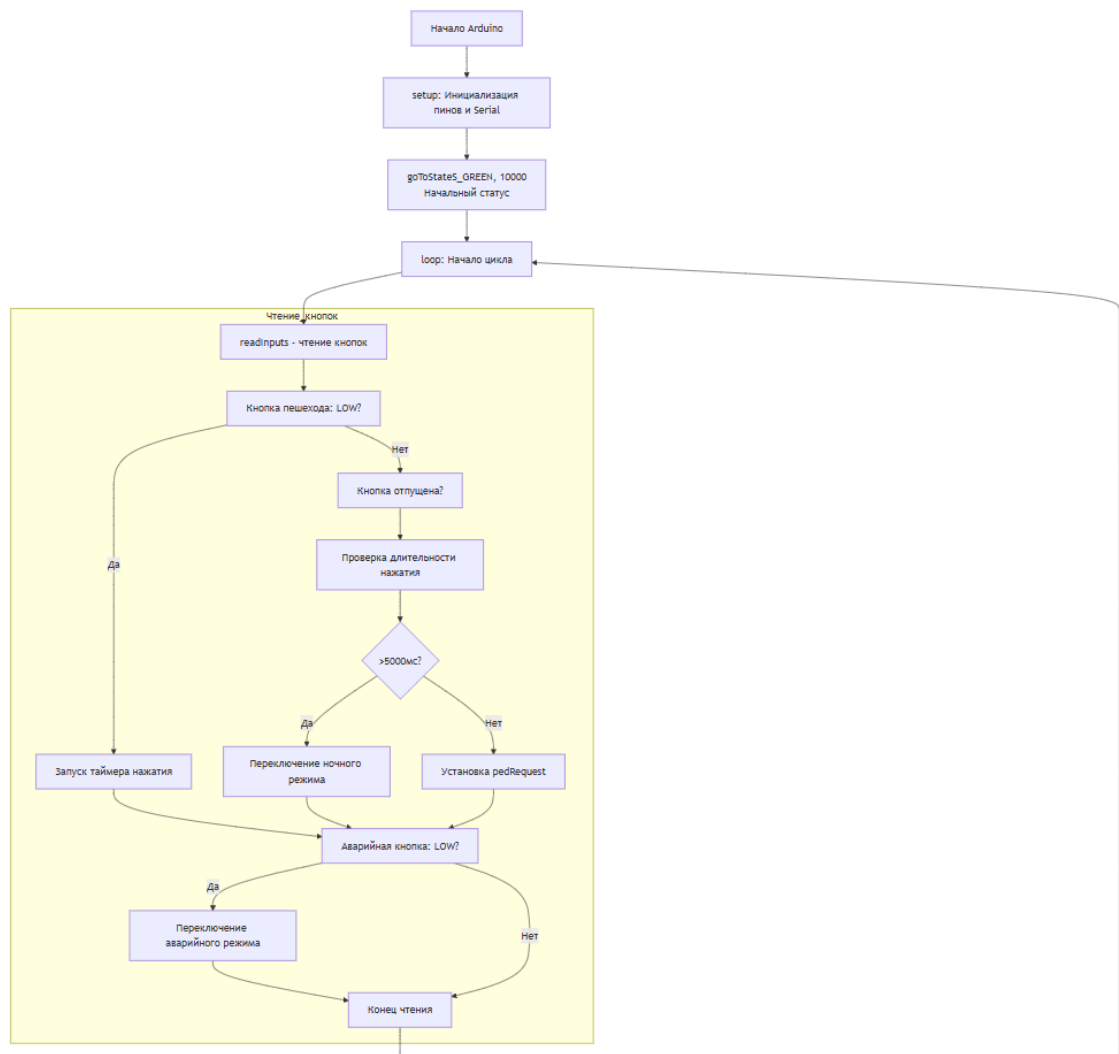 Начало Arduino
setup: Инициализация
пинов и Serial
goToStateS_GREEN, 10000
Начальный статус
loop: Начало цикла
Чтение_кнопок
readInputs - чтение кнопок
Кнопка пешехода: LOW?
Нет
Кнопка отпущена?
Проверка длительности
нажатия
Да
>5000мс?
Да
Нет
Запуск таймера нажатия
Переключение ночного
режима
Установка pedRequest
Аварийная кнопка: LOW?
Да
Переключение
аварийного режима
Нет
Конец чтения